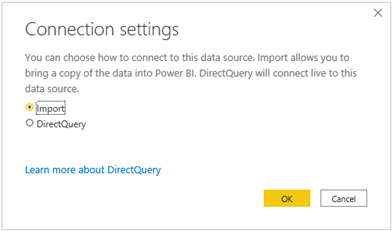 Connection settings
You can choose how to connect to this data source. Import allows you to
bring a copy of the data into Power BI. DirectQuery will connect live to this
data source.
Import
DirectQuery
Learn more about DirectQuery
OK Cancel